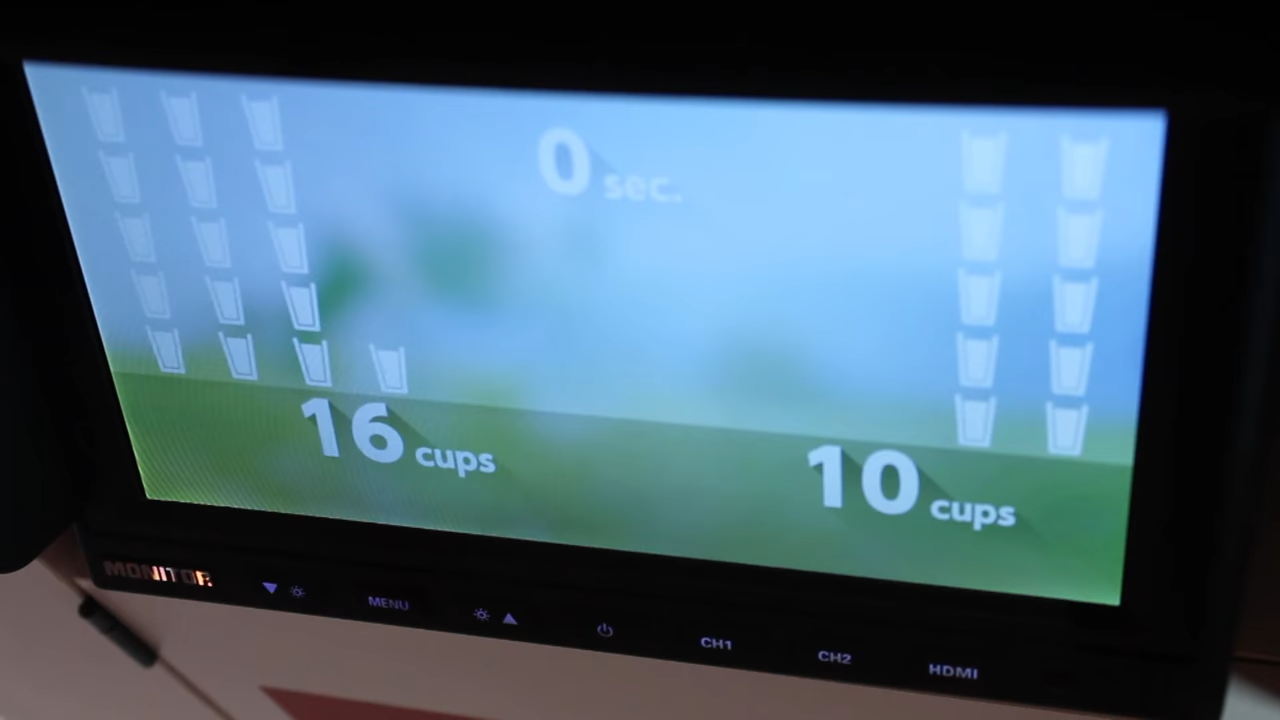 0 sec.
16 cups
10 cups
MONITOR
MENU
CH1
CH2
HDMI